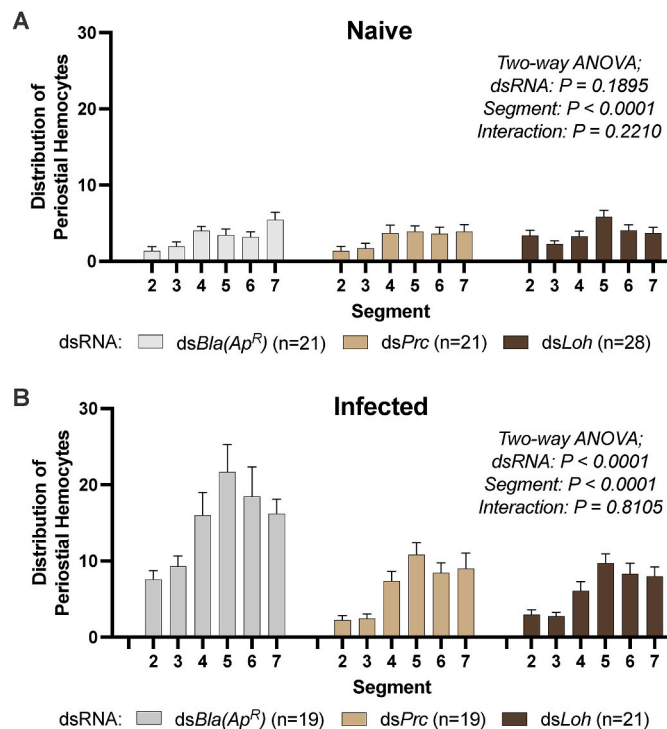 A
Naive
Distribution of
Periostial Hemocytes
30
20
10
0
Two-way ANOVA;
dsRNA: P = 0.1895
Segment: P < 0.0001
Interaction: P = 0.2210
2 3 4 5 6 7 2 3 4 5 6 7 2 3 4 5 6 7
Segment
dsRNA: dsBla(Ap^R) (n=21) dsPrc (n=21) dsLoh (n=28)
B
Infected
Distribution of
Periostial Hemocytes
30
20
10
0
Two-way ANOVA;
dsRNA: P < 0.0001
Segment: P < 0.0001
Interaction: P = 0.8105
2 3 4 5 6 7 2 3 4 5 6 7 2 3 4 5 6 7
Segment
dsRNA: dsBla(Ap^R) (n=19) dsPrc (n=19) dsLoh (n=21)